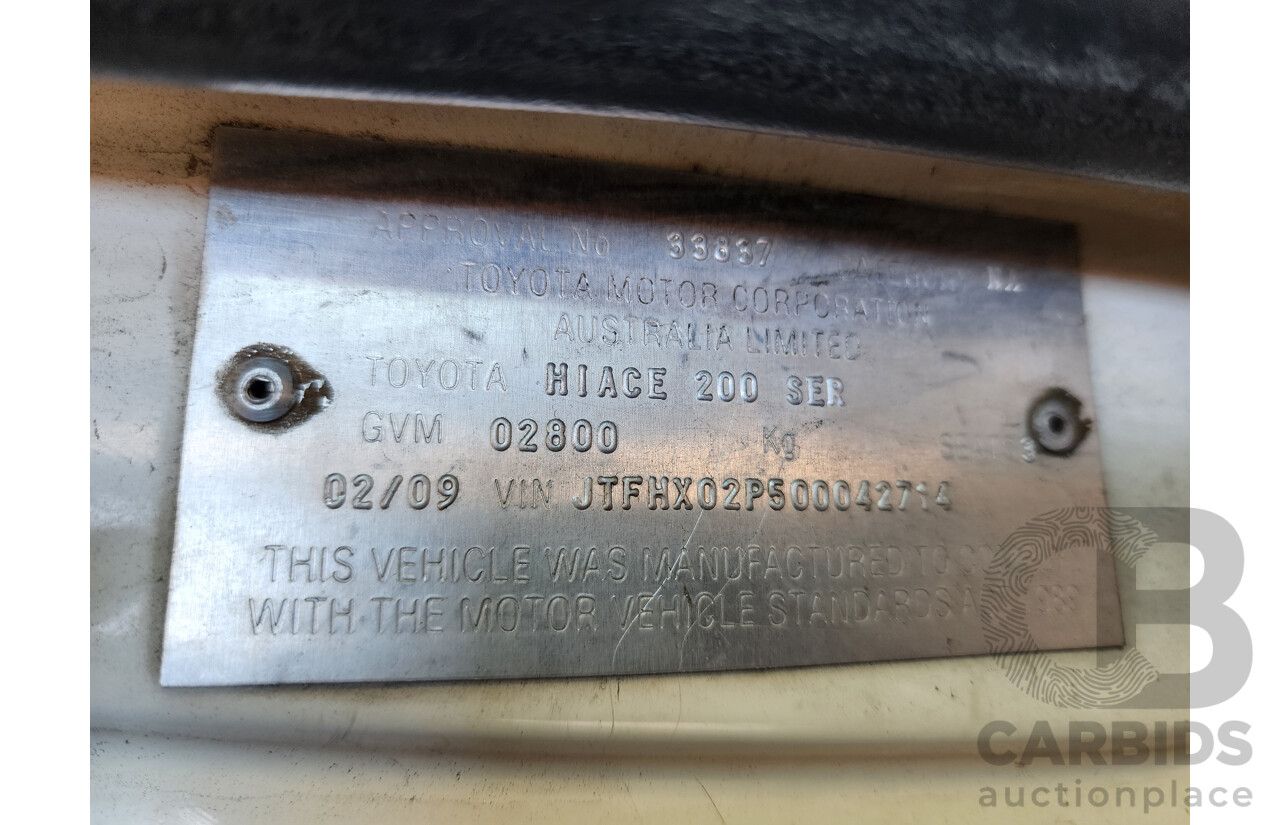 APPROVAL No 33837
TOYOTA MOTOR CORPORATION
AUSTRALIA LIMITED
TOYOTA HIACE 200 SER
GVM 02800 Kg
02/09 VIN JTFHX02P500042714
THIS VEHICLE WAS MANUFACTURED TO
WITH THE MOTOR VEHICLE STANDARDS
CB
CARBIDS
auctionplace